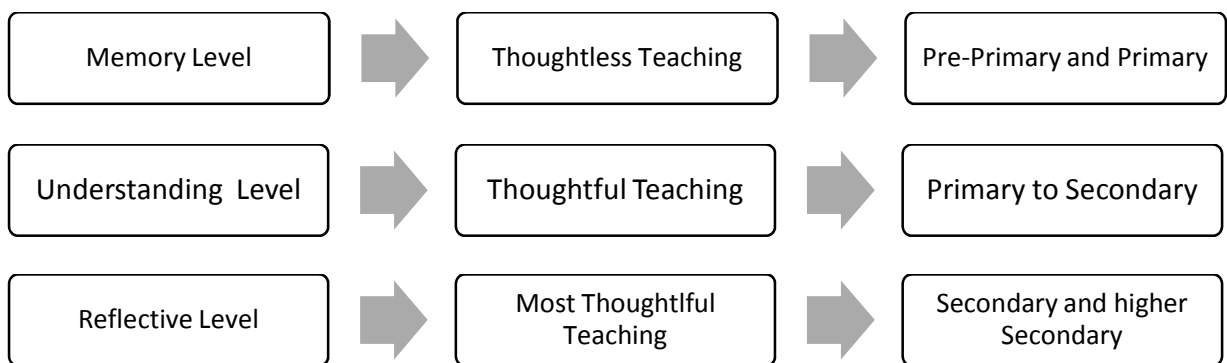 Memory Level
Thoughtless Teaching
Pre-Primary and Primary
Understanding Level
Thoughtful Teaching
Primary to Secondary
Reflective Level
Most Thoughtlful
Teaching
Secondary and higher
Secondary